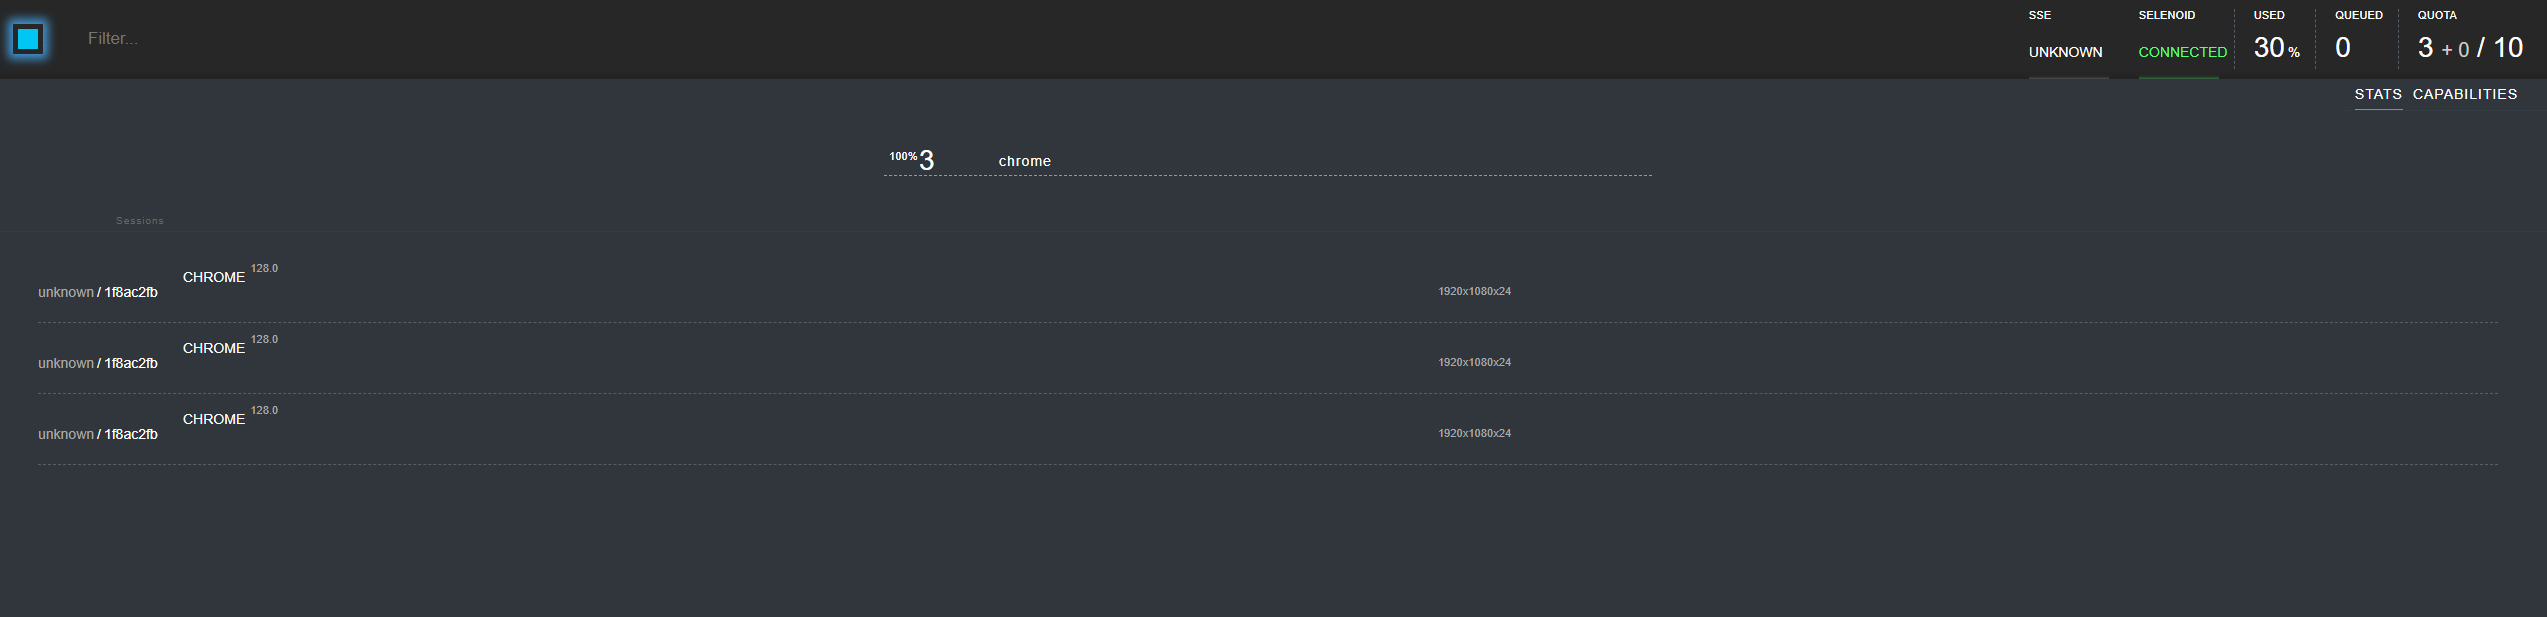 Filter...
SSE SELENOID USED QUEUED QUOTA
UNKNOWN CONNECTED 30 % 0 3 + 0 / 10
STATS CAPABILITIES
100% 3 chrome
Sessions
CHROME 128.0
unknown / 1f8ac2fb 1920x1080x24
CHROME 128.0
unknown / 1f8ac2fb 1920x1080x24
CHROME 128.0
unknown / 1f8ac2fb 1920x1080x24